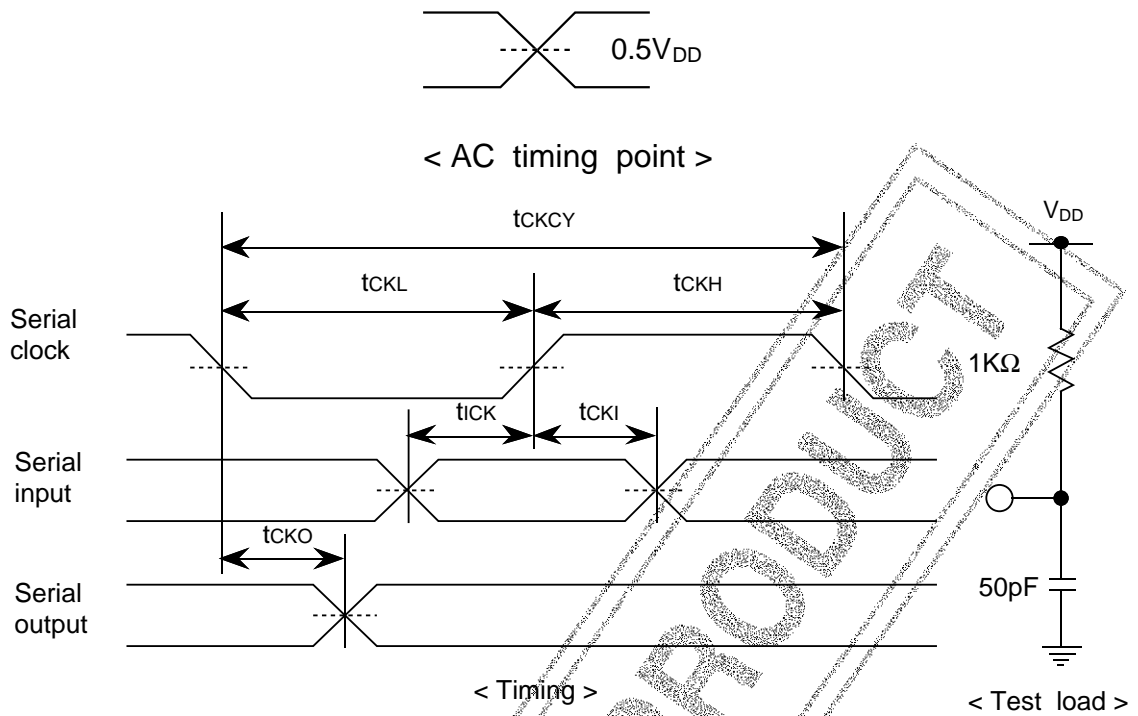 0.5VDD
< AC timing point >
tCKCY
VDD
tCKL
tCKH
Serial
clock
1KΩ
tICK
tCKI
Serial
input
tCKO
Serial
output
50pF
< Timing >
< Test load >
PRODUCT